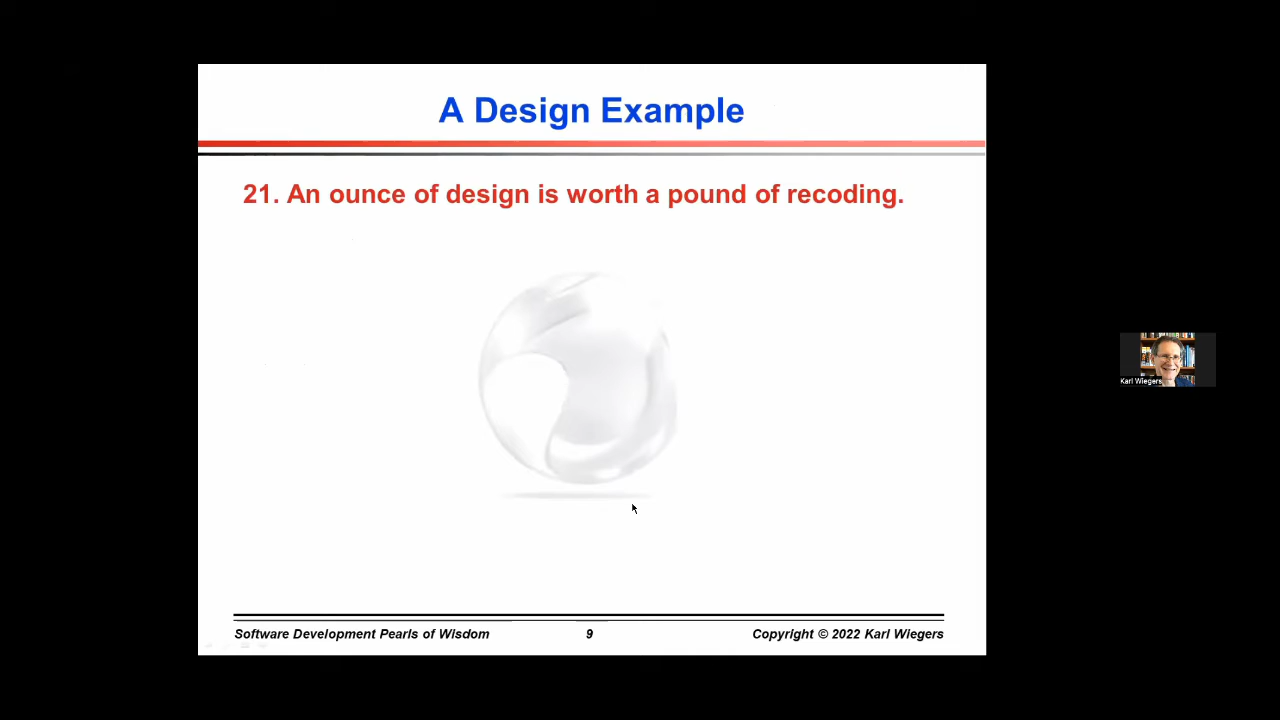 A Design Example
21. An ounce of design is worth a pound of recoding.
Karl Wiegers
Software Development Pearls of Wisdom 9 Copyright © 2022 Karl Wiegers